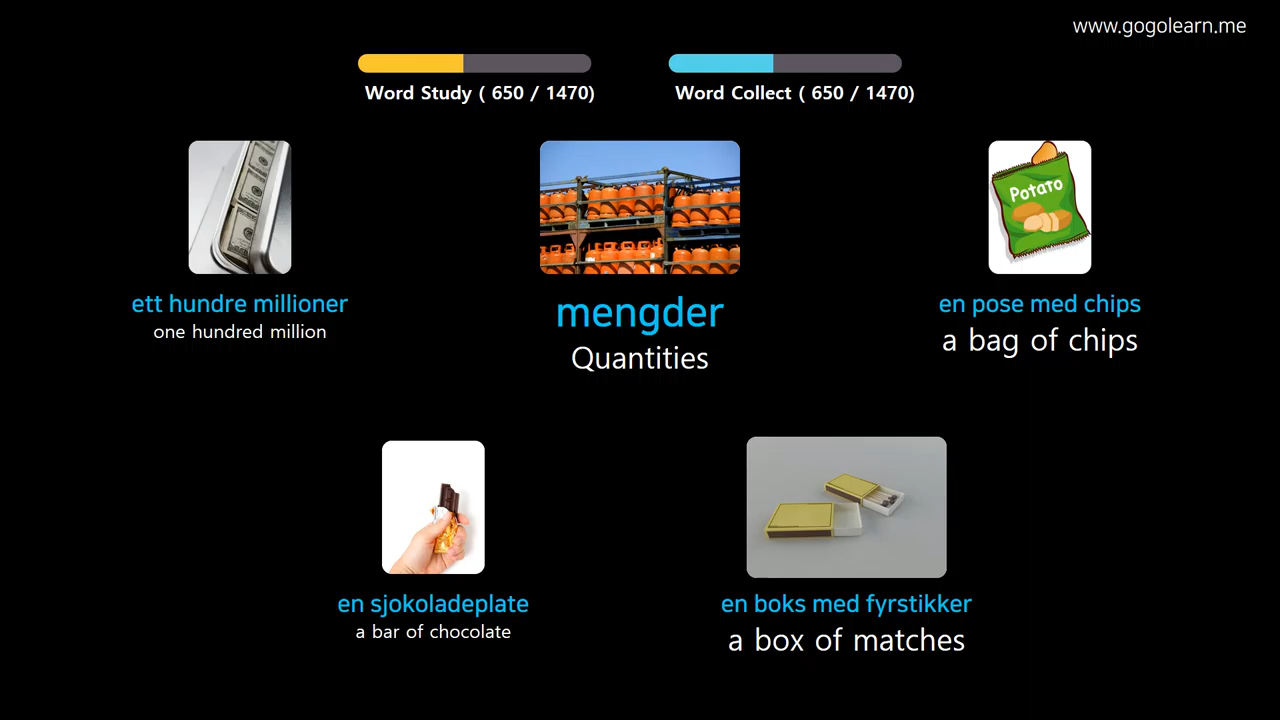 www.gogolearn.me
Word Study ( 650 / 1470)
Word Collect ( 650 / 1470)
Potato
ett hundre millioner
one hundred million
mengder
Quantities
en pose med chips
a bag of chips
en sjokoladeplate
a bar of chocolate
en boks med fyrstikker
a box of matches